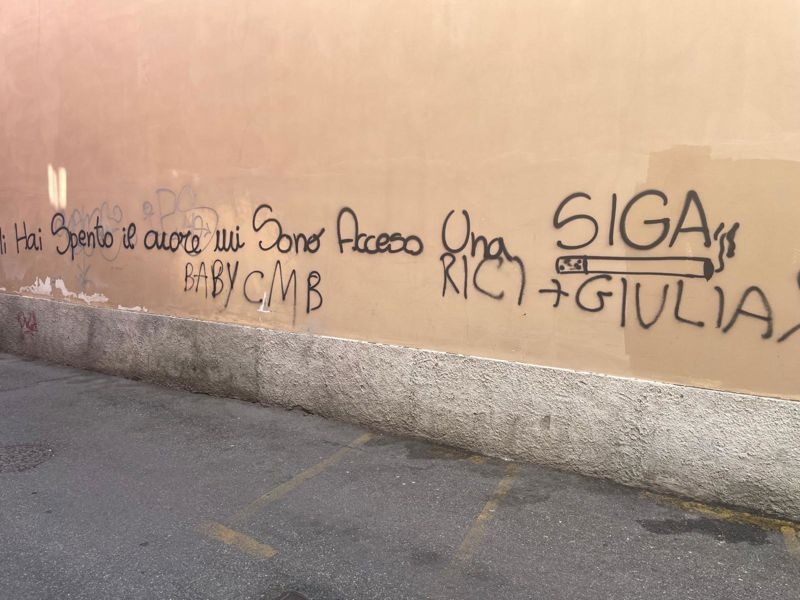 Hai Spento il cuore mi Sono Acceso Una SIGA
BABY CMB
RICI + GIULIA